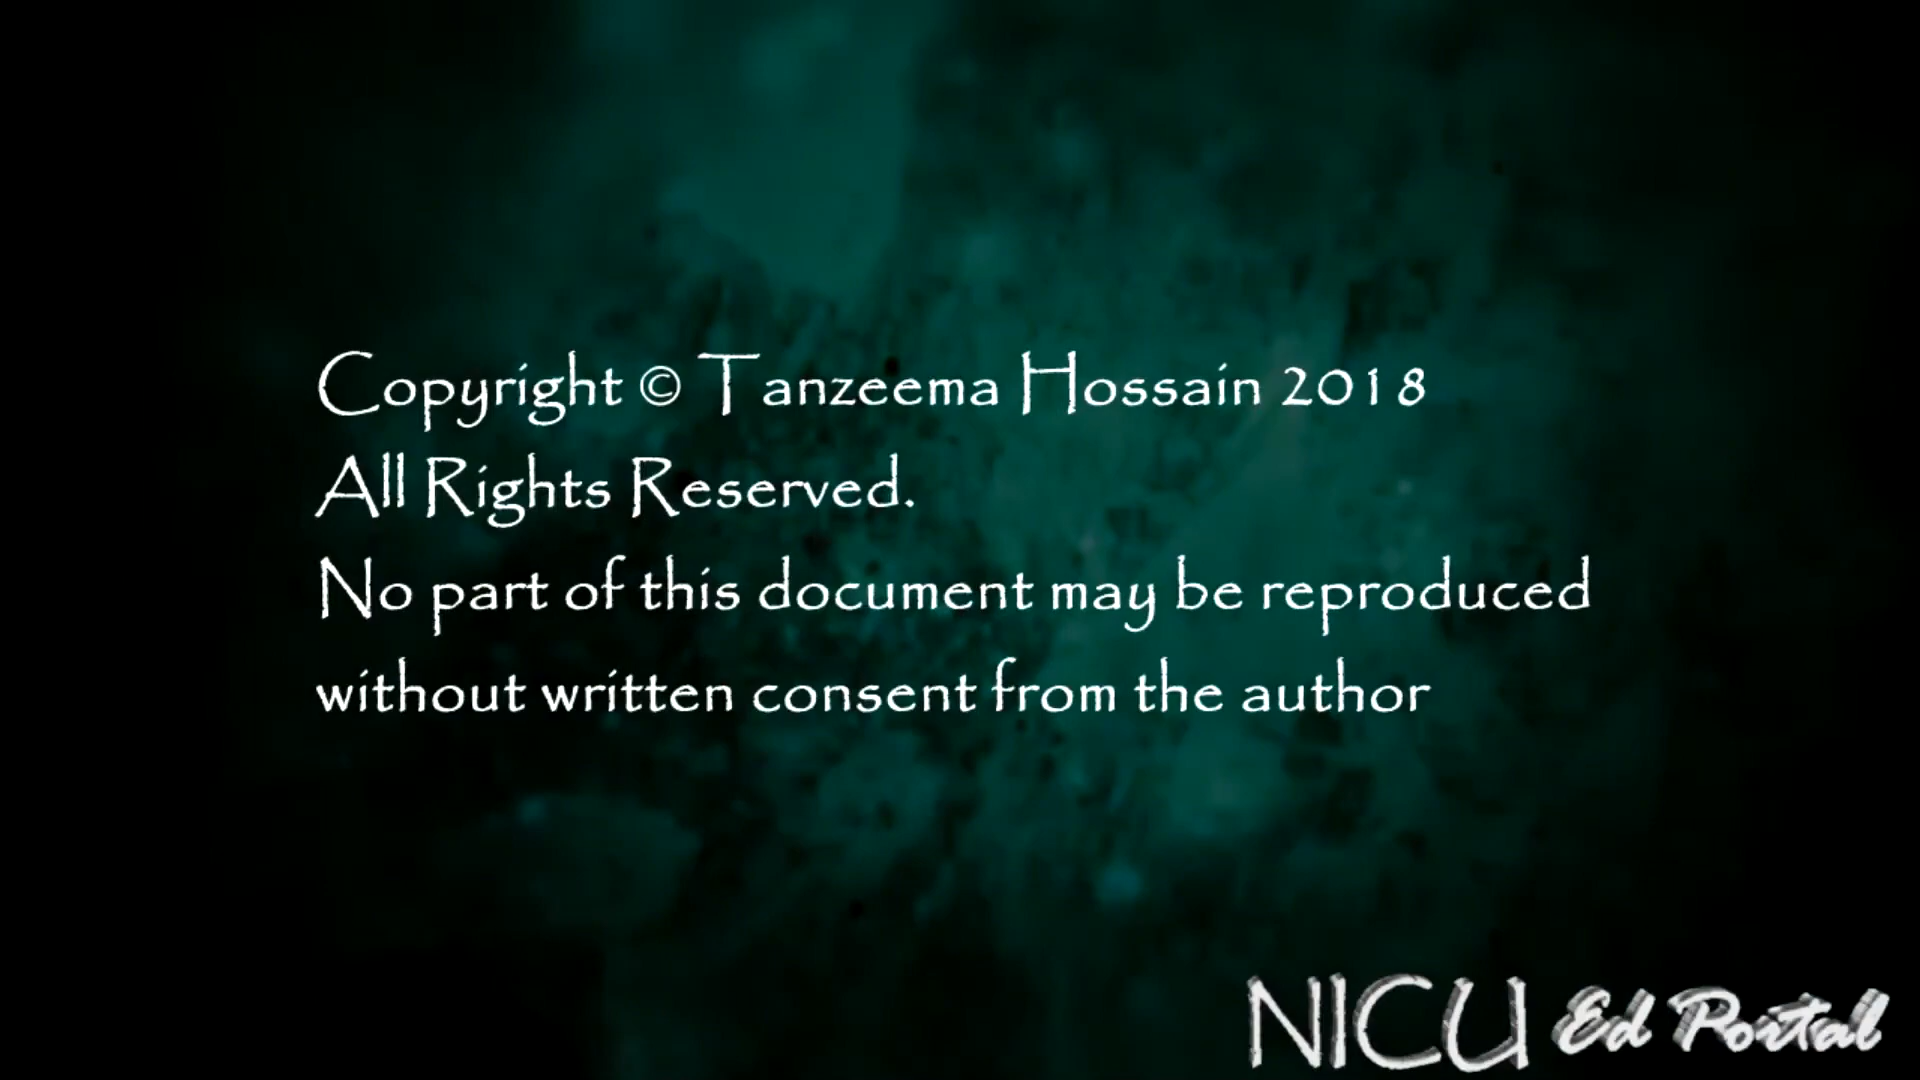 Copyright © Tanzeema Hossain 2018
All Rights Reserved.
No part of this document may be reproduced
without written consent from the author
NICU Ed Portal